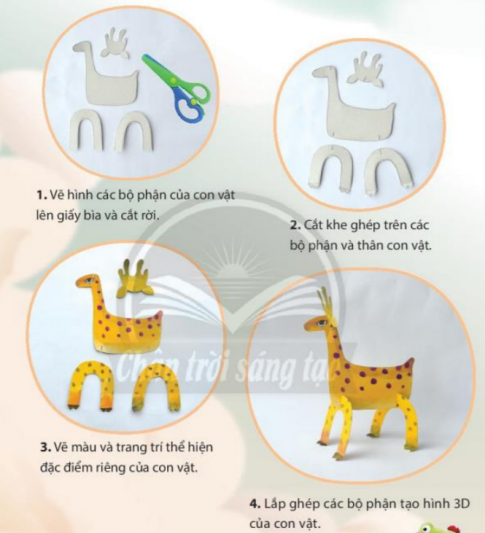 1. Vẽ hình các bộ phận của con vật
lên giấy bìa và cắt rời.
2. Cắt khe ghép trên các
bộ phận và thân con vật.
Chân trời sáng tạo
3. Vẽ màu và trang trí thể hiện
đặc điểm riêng của con vật.
4. Lắp ghép các bộ phận tạo hình 3D
của con vật.